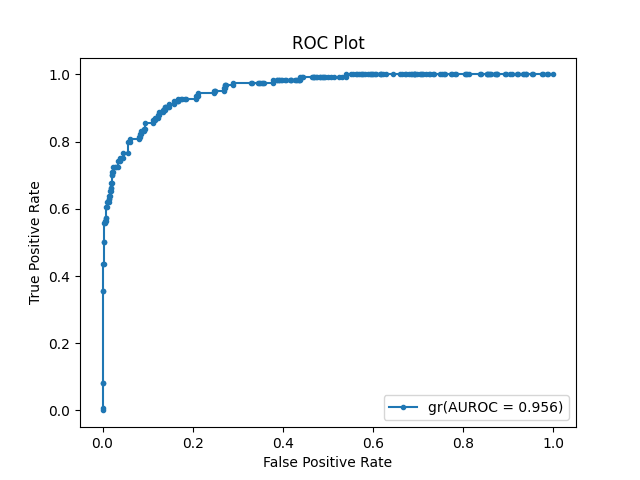 ROC Plot
True Positive Rate
1.0
0.8
0.6
0.4
0.2
0.0
gr(AUROC = 0.956)
0.0 0.2 0.4 0.6 0.8 1.0
False Positive Rate